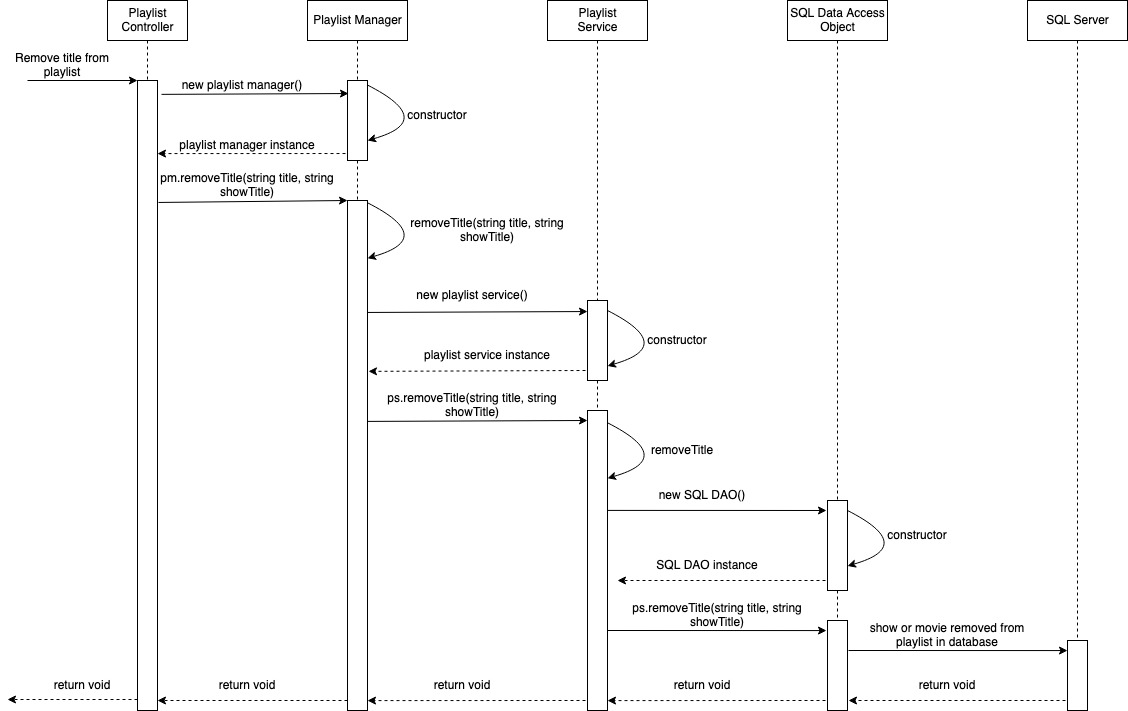 Playlist
Controller
Playlist Manager
Playlist
Service
SQL Data Access
Object
SQL Server
Remove title from
playlist
new playlist manager()
constructor
playlist manager instance
pm.removeTitle(string title, string
showTitle)
removeTitle(string title, string
showTitle)
new playlist service()
constructor
playlist service instance
ps.removeTitle(string title, string
showTitle)
removeTitle
new SQL DAO()
constructor
SQL DAO instance
ps.removeTitle(string title, string
showTitle)
show or movie removed from
playlist in database
return void
return void
return void
return void
return void